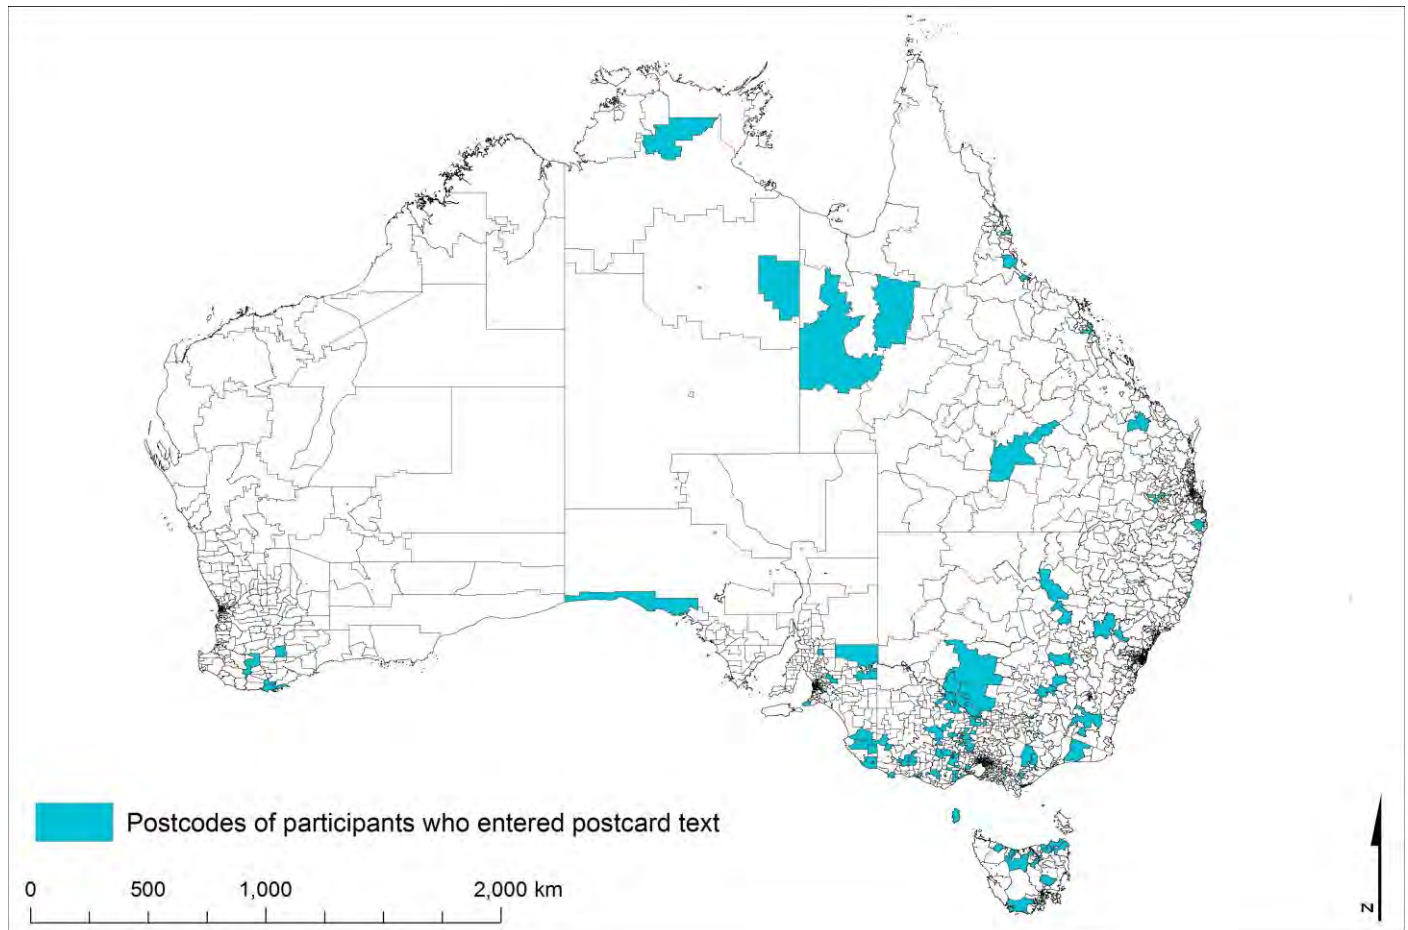 Postcodes of participants who entered postcard text
0 500 1,000 2,000 km
N